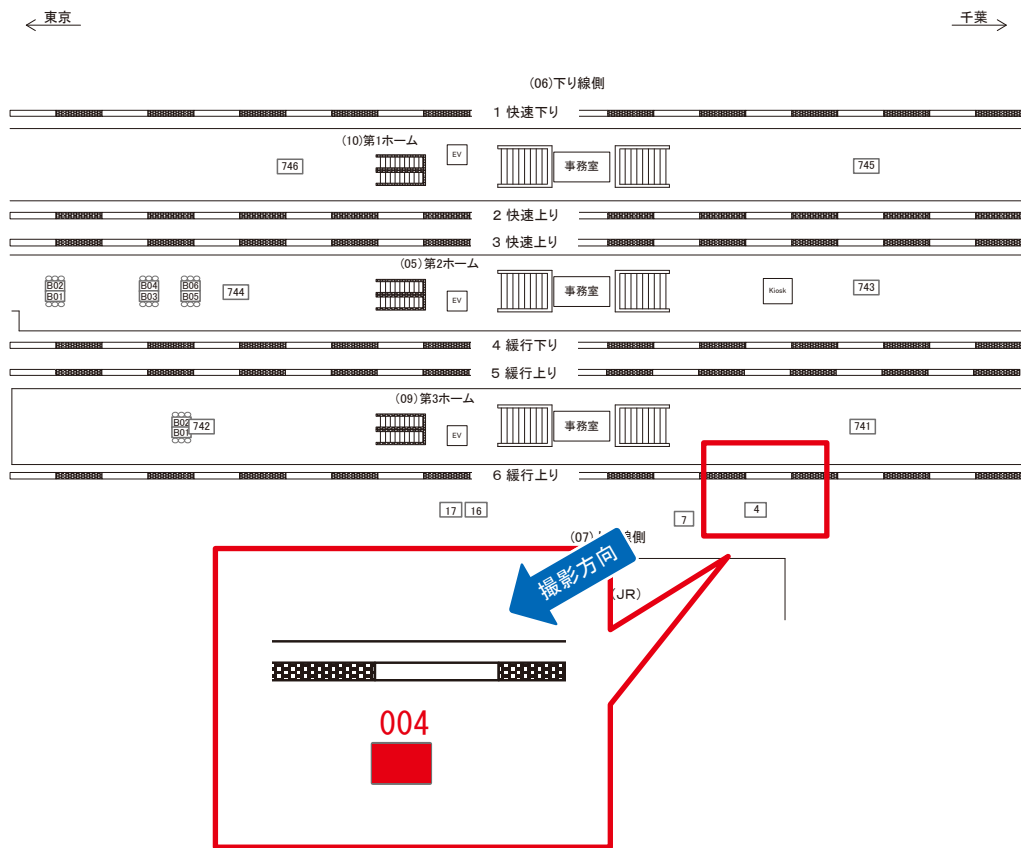 東京
千葉
(06)下り線側
1 快速下り
(10)第1ホーム
EV
事務室
746
745
2 快速上り
3 快速上り
(05)第2ホーム
B02
B01
B04
B03
B06
B05
744
EV
事務室
Kiosk
743
4 緩行下り
5 緩行上り
(09)第3ホーム
B02
B01
742
EV
事務室
741
6 緩行上り
17
16
7
4
(07)
線側
撮影方向
(JR)
004